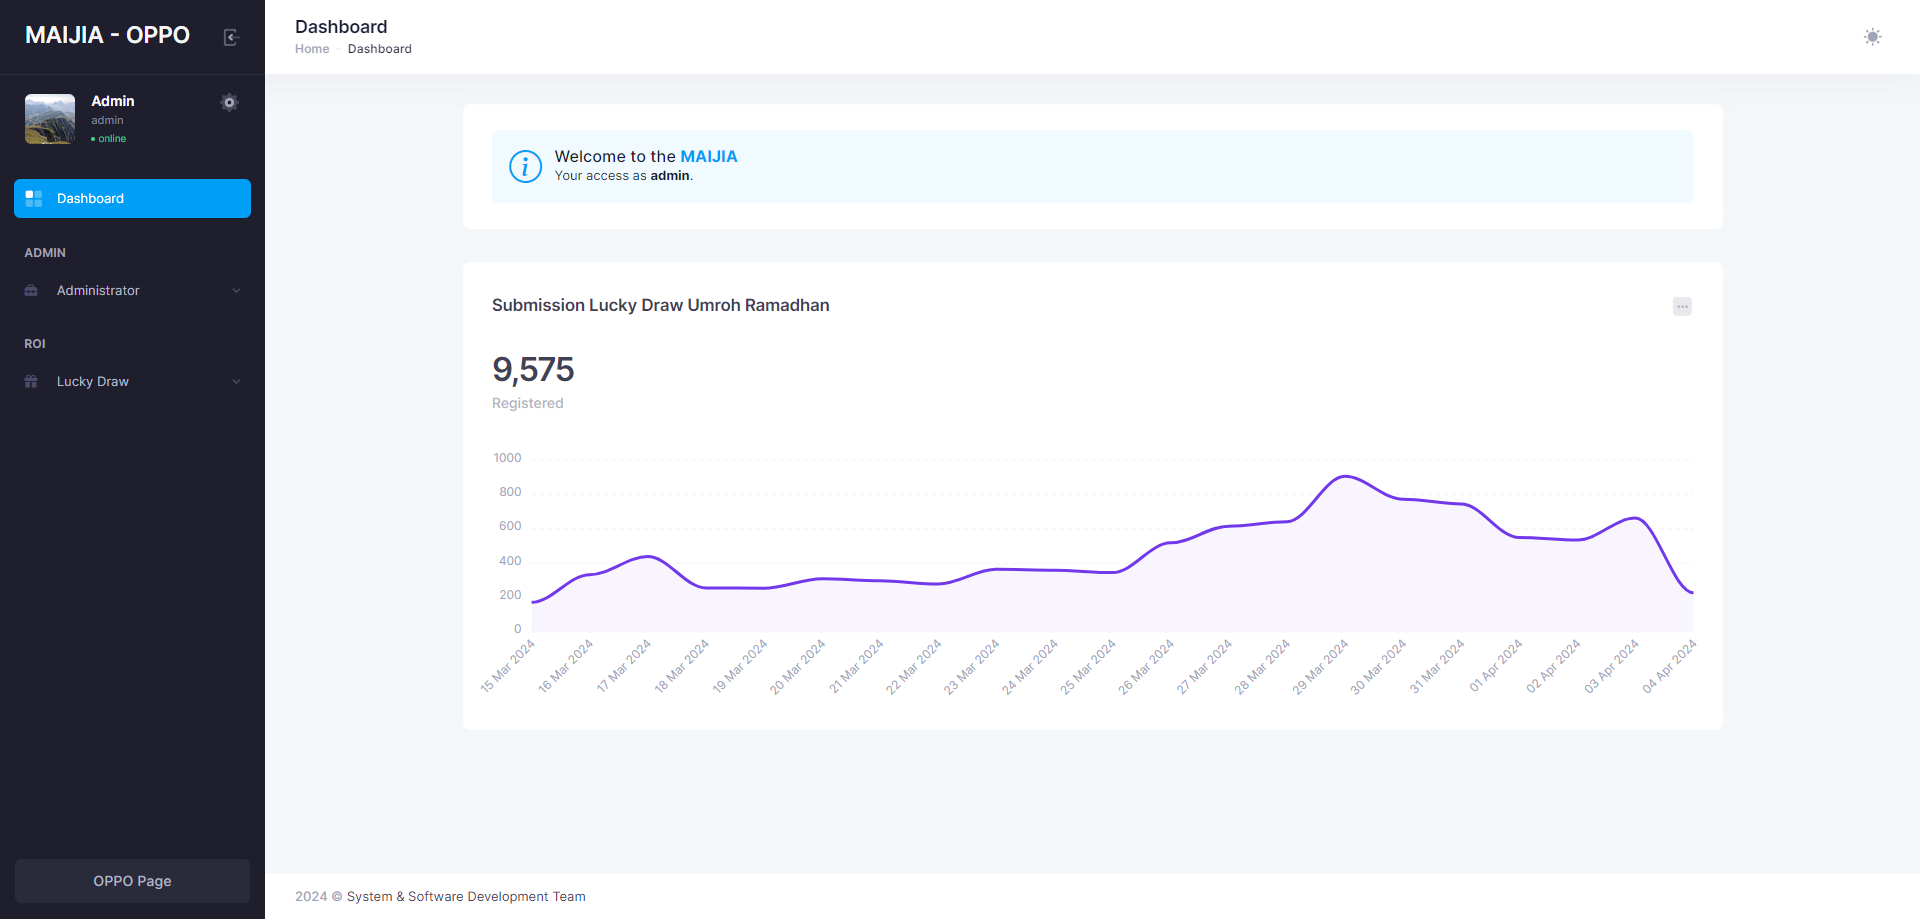 MAIJIA - OPPO
Admin
admin
online
Dashboard
ADMIN
Administrator
ROI
Lucky Draw
OPPO Page
Dashboard
Home - Dashboard
i
Welcome to the MAIJIA
Your access as admin.
Submission Lucky Draw Umroh Ramadhan
9,575
Registered
1000
800
600
400
200
0
15 Mar 2024
16 Mar 2024
17 Mar 2024
18 Mar 2024
19 Mar 2024
20 Mar 2024
21 Mar 2024
22 Mar 2024
23 Mar 2024
24 Mar 2024
25 Mar 2024
26 Mar 2024
27 Mar 2024
28 Mar 2024
29 Mar 2024
30 Mar 2024
31 Mar 2024
01 Apr 2024
02 Apr 2024
03 Apr 2024
04 Apr 2024
2024 © System & Software Development Team